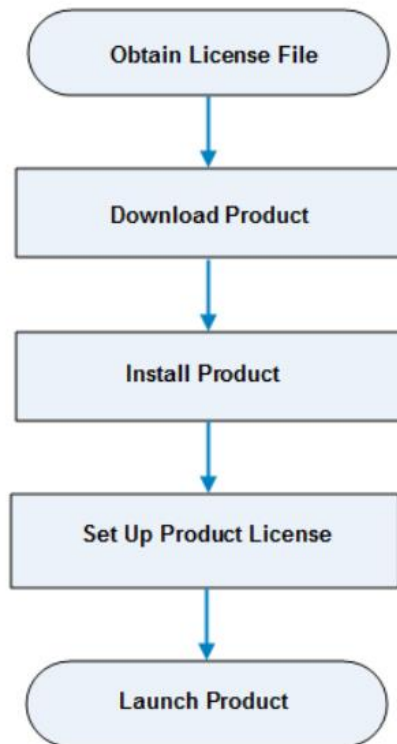 Obtain License File
Download Product
Install Product
Set Up Product License
Launch Product